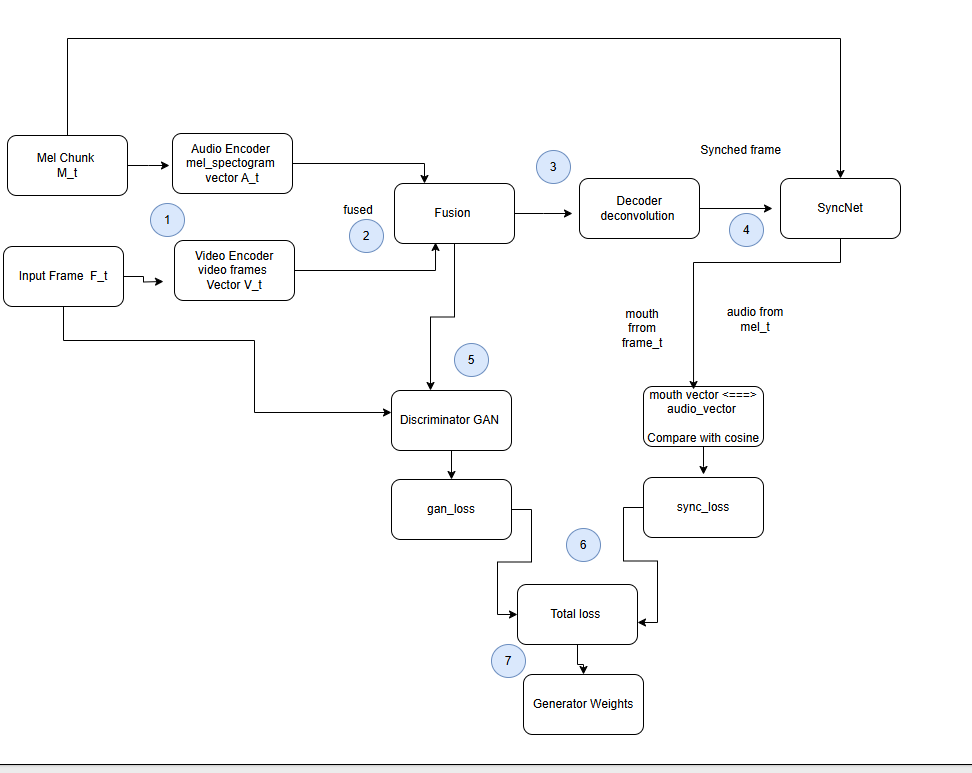 Mel Chunk
M_t
Audio Encoder
mel_spectogram
vector A_t
1
Input Frame F_t
Video Encoder
video frames
Vector V_t
fused
2
Fusion
3
Decoder
deconvolution
Synched frame
4
SyncNet
mouth
frrom
frame_t
audio from
mel_t
5
Discriminator GAN
mouth vector <===>
audio_vector
Compare with cosine
gan_loss
sync_loss
6
Total loss
7
Generator Weights